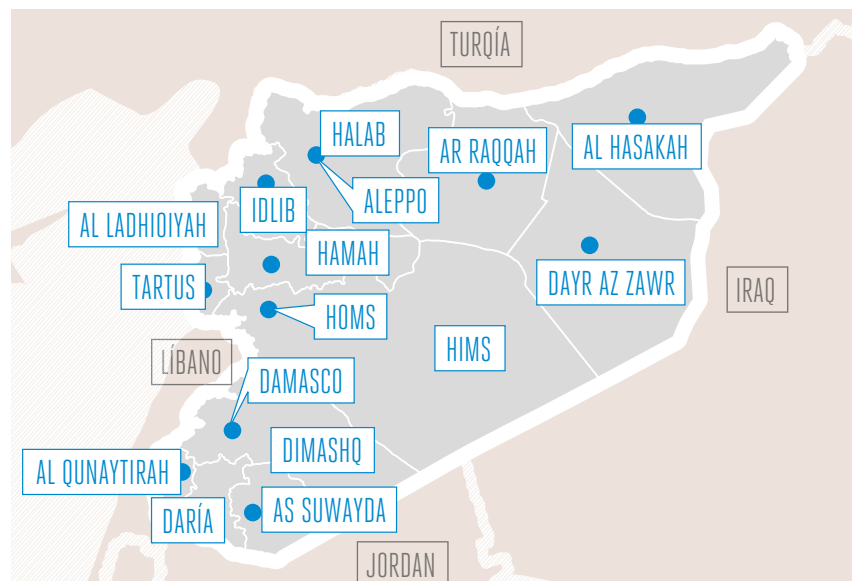 TURQÍA
HALAB
AR RAQQAH
AL HASAKAH
ALEPPO
IDLIB
AL LADHIOIYAH
HAMAH
TARTUS
DAYR AZ ZAWR
IRAQ
HOMS
HIMS
LÍBANO
DAMASCO
DIMASHQ
AL QUNAYTIRAH
DARÍA
AS SUWAYDA
JORDAN